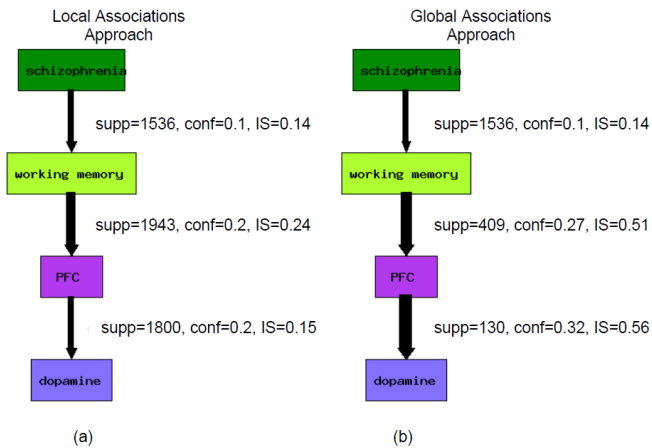 Local Associations
Approach
schizophrenia
supp=1536, conf=0.1, IS=0.14
working memory
supp=1943, conf=0.2, IS=0.24
PFC
supp=1800, conf=0.2, IS=0.15
dopamine
(a)
Global Associations
Approach
schizophrenia
supp=1536, conf=0.1, IS=0.14
working memory
supp=409, conf=0.27, IS=0.51
PFC
supp=130, conf=0.32, IS=0.56
dopamine
(b)